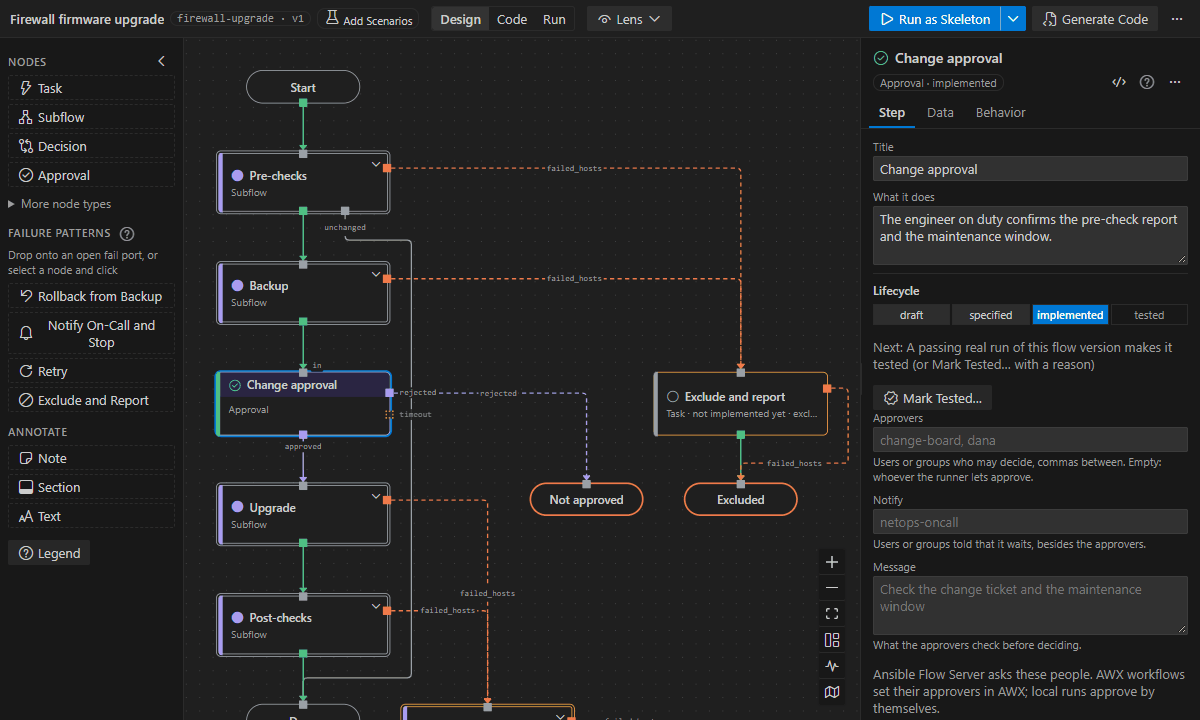 Firewall firmware upgrade
firewall-upgrade · v1
Add Scenarios
Design
Code
Run
Lens
Run as Skeleton
Generate Code
NODES
Task
Subflow
Decision
Approval
More node types
FAILURE PATTERNS
Drop onto an open fail port, or
select a node and click
Rollback from Backup
Notify On-Call and
Stop
Retry
Exclude and Report
ANNOTATE
Note
Section
Text
Legend
Start
Pre-checks
Subflow
failed_hosts
unchanged
Backup
Subflow
failed_hosts
in
Change approval
Approval
rejected
rejected
timeout
approved
Exclude and report
Task · not implemented yet · excl...
failed_hosts
Not approved
Excluded
Upgrade
Subflow
failed_hosts
Post-checks
Subflow
failed_hosts
Change approval
Approval · implemented
Step
Data
Behavior
Title
Change approval
What it does
The engineer on duty confirms the pre-check report
and the maintenance window.
Lifecycle
draft
specified
implemented
tested
Next: A passing real run of this flow version makes it
tested (or Mark Tested... with a reason)
Mark Tested...
Approvers
change-board, dana
Users or groups who may decide, commas between. Empty:
whoever the runner lets approve.
Notify
netops-oncall
Users or groups told that it waits, besides the approvers.
Message
Check the change ticket and the maintenance
window
What the approvers check before deciding.
Ansible Flow Server asks these people. AWX workflows
set their approvers in AWX; local runs approve by
themselves.